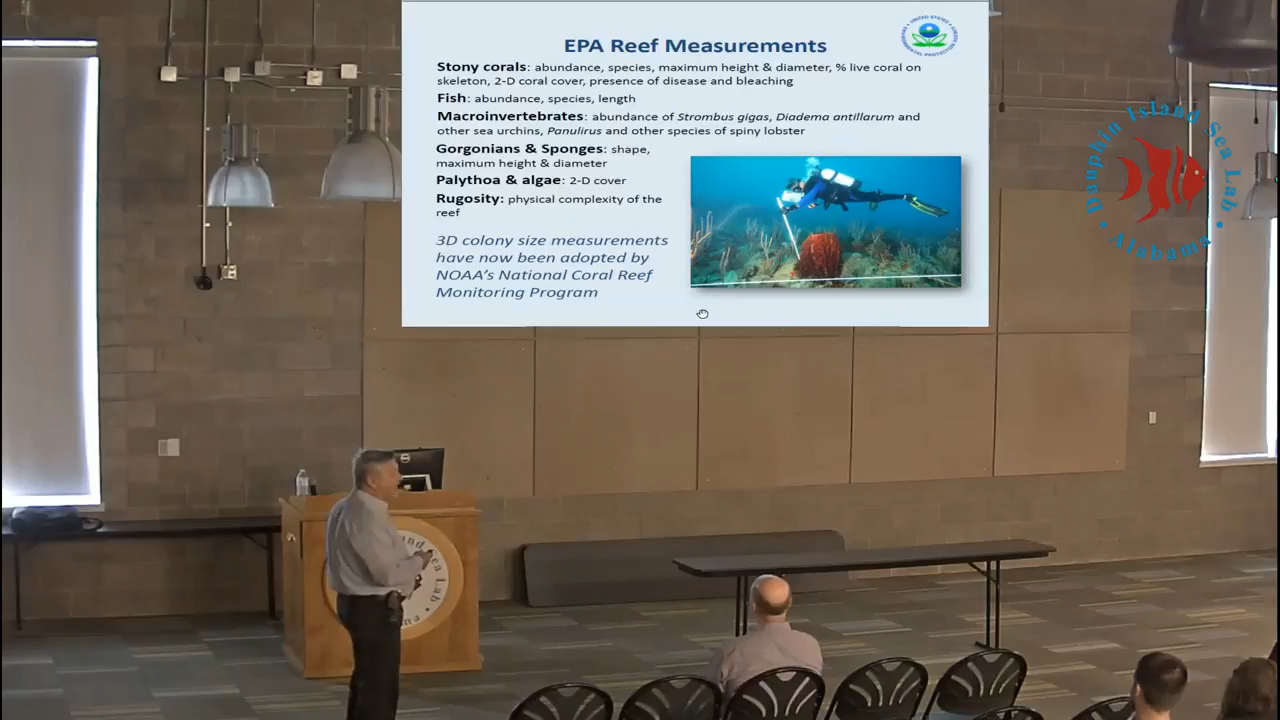 EPA Reef Measurements
UNITED STATES
Stony corals: abundance, species, maximum height & diameter, % live coral on
skeleton, 2-D coral cover, presence of disease and bleaching
Fish: abundance, species, length
Macroinvertebrates: abundance of Strombus gigas, Diadema antillarum and
other sea urchins, Panulirus and other species of spiny lobster
Gorgonians & Sponges: shape,
maximum height & diameter
Palythoa & algae: 2-D cover
Rugosity: physical complexity of the
reef
3D colony size measurements
have now been adopted by
NOAA's National Coral Reef
Monitoring Program
Dauphin Island Sea Lab
• Alabama •
Sea Lab